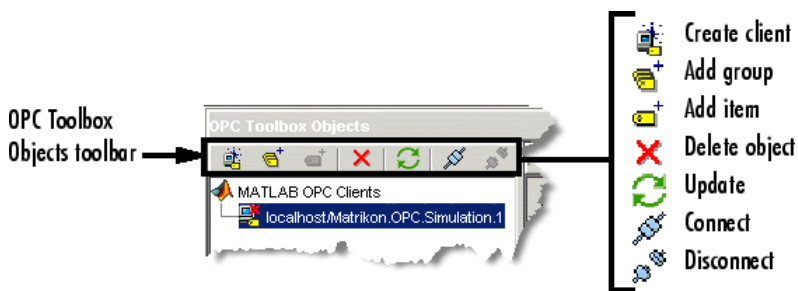 OPC Toolbox
Objects toolbar
OPC Toolbox Objects
MATLAB OPC Clients
localhost/Matrikon.OPC.Simulation.1
Create client
Add group
Add item
Delete object
Update
Connect
Disconnect